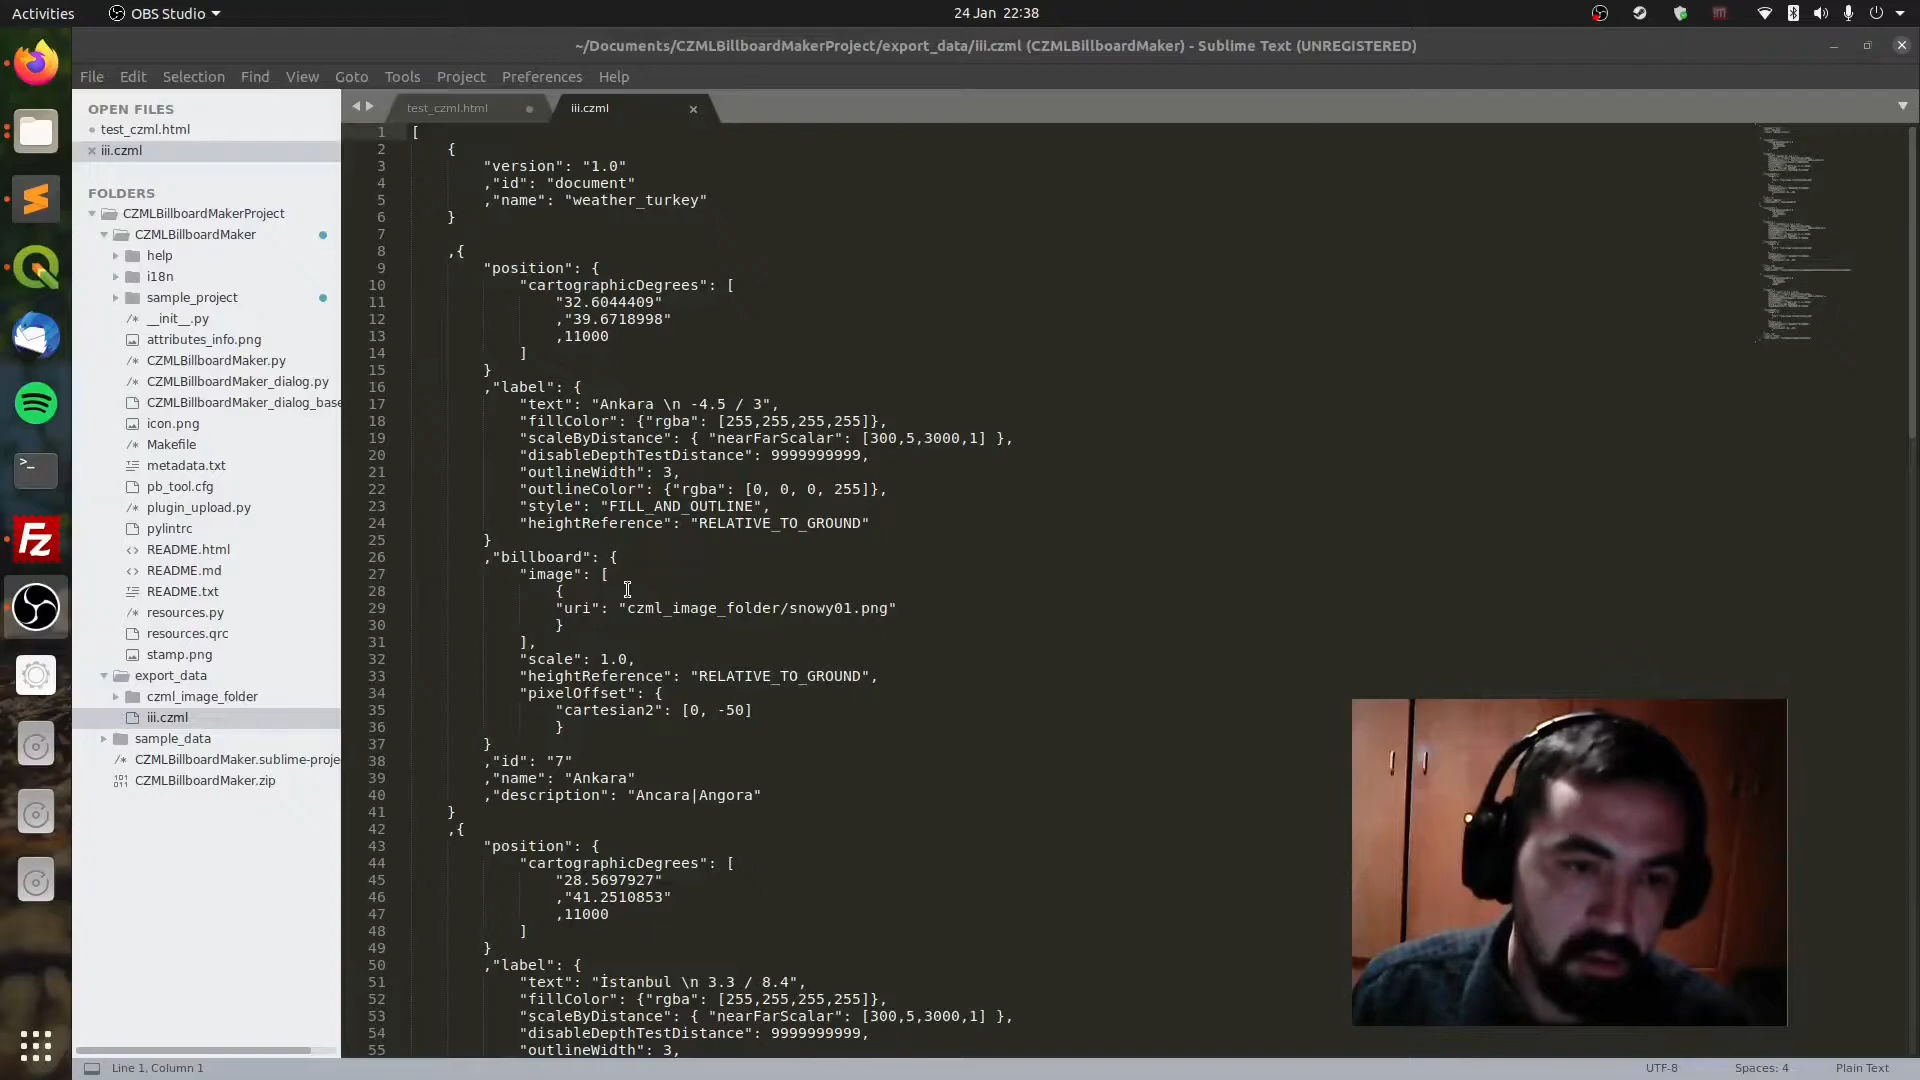 Activities
OBS Studio
24 Jan 22:38
~/Documents/CZMLBillboardMakerProject/export_data/iii.czml (CZMLBillboardMaker) - Sublime Text (UNREGISTERED)
File Edit Selection Find View Goto Tools Project Preferences Help
OPEN FILES
test_czml.html
iii.czml
FOLDERS
CZMLBillboardMakerProject
CZMLBillboardMaker
help
i18n
sample_project
__init__.py
attributes_info.png
CZMLBillboardMaker.py
CZMLBillboardMaker_dialog.py
CZMLBillboardMaker_dialog_base
icon.png
Makefile
metadata.txt
pb_tool.cfg
plugin_upload.py
pylintrc
README.html
README.md
README.txt
resources.py
resources.qrc
stamp.png
export_data
czml_image_folder
iii.czml
sample_data
CZMLBillboardMaker.sublime-proje
CZMLBillboardMaker.zip
test_czml.html
iii.czml
1 [
2 {
3 "version": "1.0"
4 ,"id": "document"
5 ,"name": "weather_turkey"
6 }
7
8 ,{
9 "position": {
10 "cartographicDegrees": [
11 "32.6044409"
12 ,"39.6718998"
13 ,11000
14 ]
15 }
16 ,"label": {
17 "text": "Ankara \n -4.5 / 3",
18 "fillColor": {"rgba": [255,255,255,255]},
19 "scaleByDistance": { "nearFarScalar": [300,5,3000,1] },
20 "disableDepthTestDistance": 9999999999,
21 "outlineWidth": 3,
22 "outlineColor": {"rgba": [0, 0, 0, 255]},
23 "style": "FILL_AND_OUTLINE",
24 "heightReference": "RELATIVE_TO_GROUND"
25 }
26 ,"billboard": {
27 "image": [
28 {
29 "uri": "czml_image_folder/snowy01.png"
30 }
31 ],
32 "scale": 1.0,
33 "heightReference": "RELATIVE_TO_GROUND",
34 "pixelOffset": {
35 "cartesian2": [0, -50]
36 }
37 }
38 ,"id": "7"
39 ,"name": "Ankara"
40 ,"description": "Ancara|Angora"
41 }
42 ,{
43 "position": {
44 "cartographicDegrees": [
45 "28.5697927"
46 ,"41.2510853"
47 ,11000
48 ]
49 }
50 ,"label": {
51 "text": "İstanbul \n 3.3 / 8.4",
52 "fillColor": {"rgba": [255,255,255,255]},
53 "scaleByDistance": { "nearFarScalar": [300,5,3000,1] },
54 "disableDepthTestDistance": 9999999999,
55 "outlineWidth": 3,
Line 1, Column 1
UTF-8
Spaces: 4
Plain Text